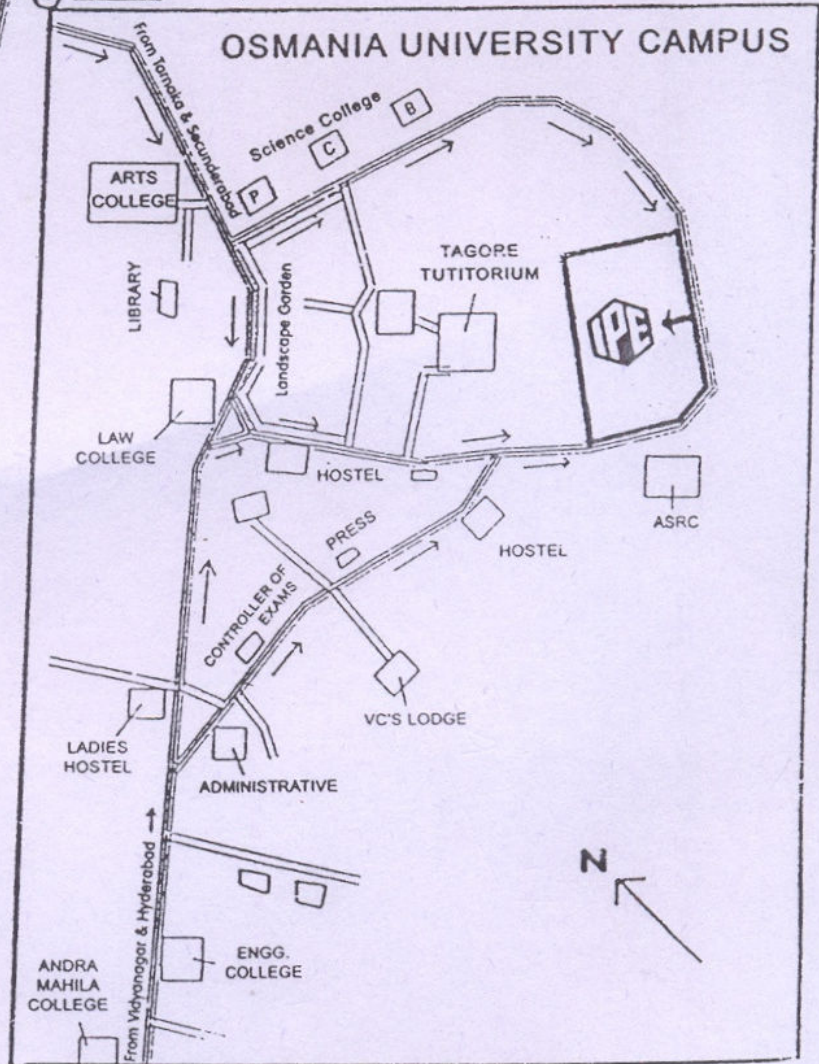 OSMANIA UNIVERSITY CAMPUS
From Tarnaka & Secunderabad
Science College
P
C
B
ARTS
COLLEGE
LIBRARY
Landscape Garden
TAGORE
TUTITORIUM
IPE
LAW
COLLEGE
HOSTEL
ASRC
PRESS
HOSTEL
CONTROLLER OF
EXAMS
VC'S LODGE
LADIES
HOSTEL
ADMINISTRATIVE
From Vidyanagar & Hyderabad
N
ENGG.
COLLEGE
ANDRA
MAHILA
COLLEGE